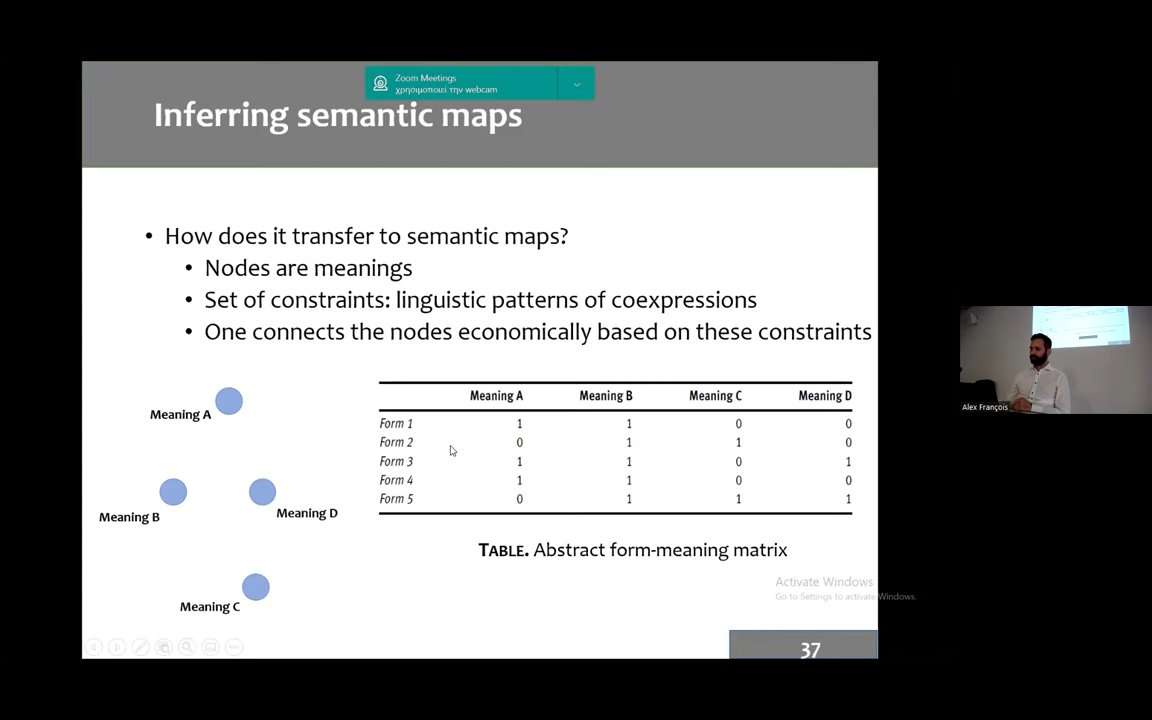 Zoom Meetings
χρησιμοποιεί την webcam
Inferring semantic maps
• How does it transfer to semantic maps?
• Nodes are meanings
• Set of constraints: linguistic patterns of coexpressions
• One connects the nodes economically based on these constraints
Meaning A
Meaning B
Meaning D
Meaning C
Meaning A Meaning B Meaning C Meaning D
Form 1 1 1 0 0
Form 2 0 1 1 0
Form 3 1 1 0 1
Form 4 1 1 0 0
Form 5 0 1 1 1
TABLE. Abstract form-meaning matrix
Activate Windows
Go to Settings to activate Windows.
37
Alex François